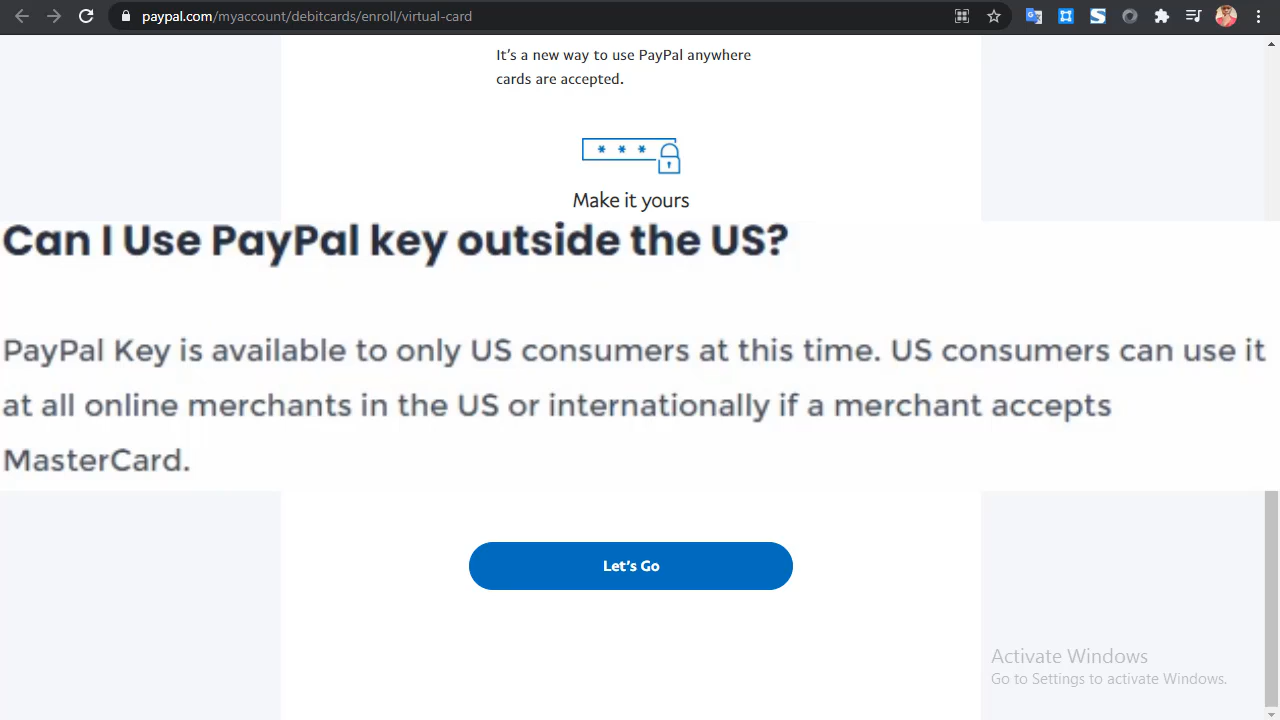 paypal.com/myaccount/debitcards/enroll/virtual-card
It's a new way to use PayPal anywhere
cards are accepted.
* * *
Make it yours
Can I Use PayPal key outside the US?
PayPal Key is available to only US consumers at this time. US consumers can use it
at all online merchants in the US or internationally if a merchant accepts
MasterCard.
Let's Go
Activate Windows
Go to Settings to activate Windows.